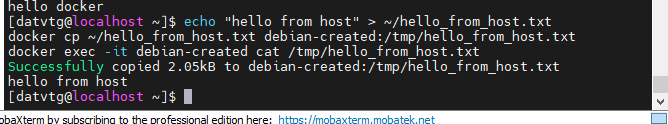 hello docker
[datvtg@localhost ~]$ echo "hello from host" > ~/hello_from_host.txt
docker cp ~/hello_from_host.txt debian-created:/tmp/hello_from_host.txt
docker exec -it debian-created cat /tmp/hello_from_host.txt
Successfully copied 2.05kB to debian-created:/tmp/hello_from_host.txt
hello from host
[datvtg@localhost ~]$
obaXterm by subscribing to the professional edition here: https://mobaxterm.mobatek.net